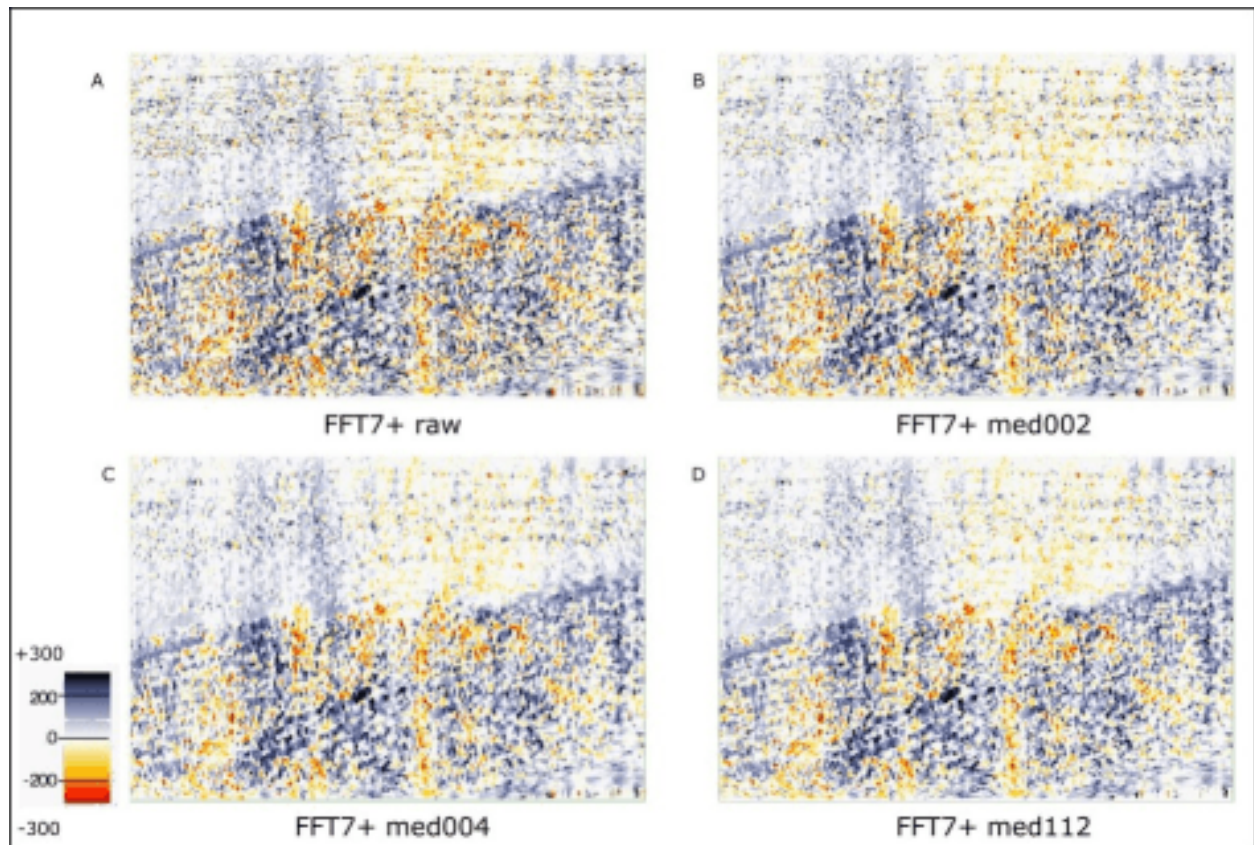 A
B
FFT7+ raw
FFT7+ med002
C
D
+300
200
0
-200
-300
FFT7+ med004
FFT7+ med112